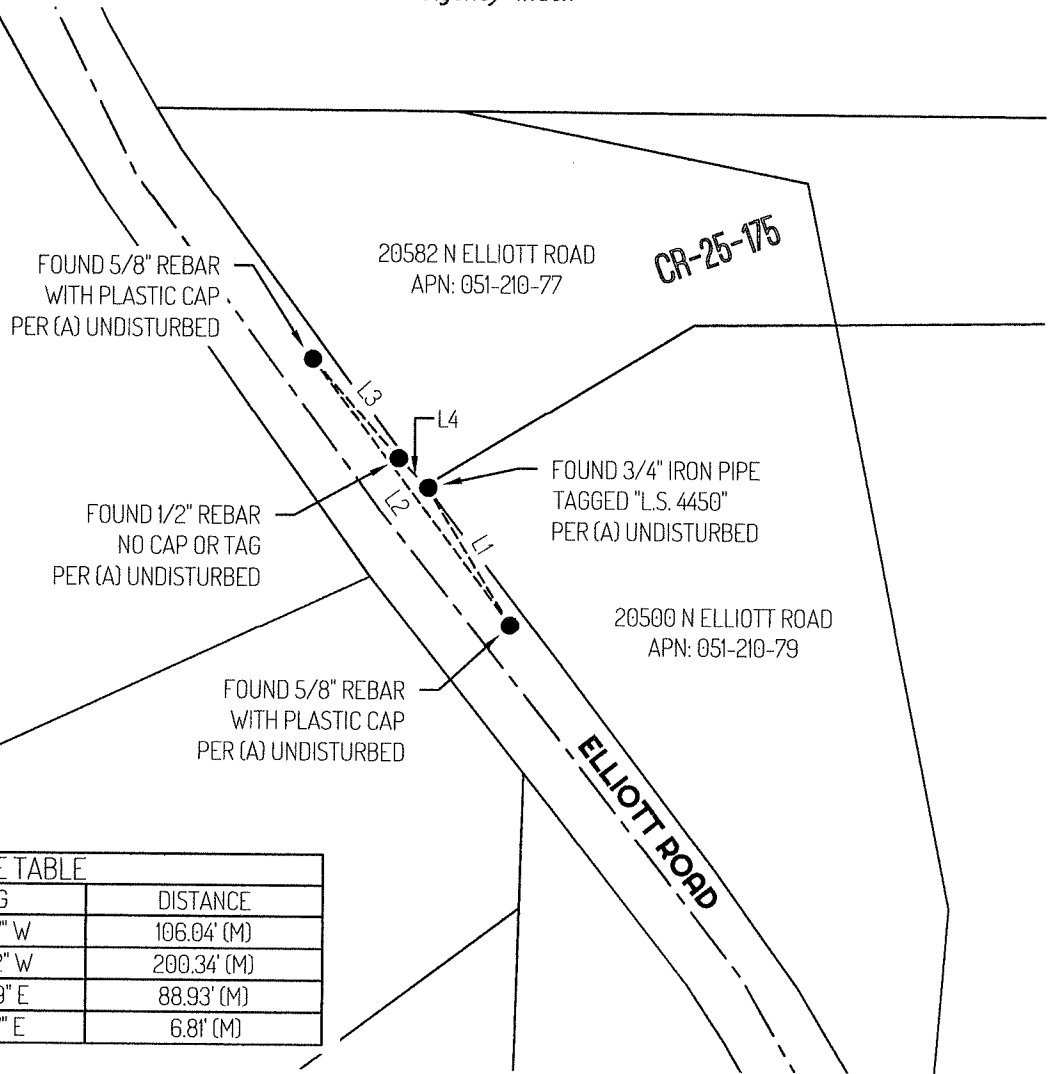 20582 N ELLIOTT ROAD
APN: 051-210-77
CR-25-175
FOUND 5/8" REBAR
WITH PLASTIC CAP
PER (A) UNDISTURBED
L3
L4
L2
L1
FOUND 3/4" IRON PIPE
TAGGED "L.S. 4450"
PER (A) UNDISTURBED
FOUND 1/2" REBAR
NO CAP OR TAG
PER (A) UNDISTURBED
20500 N ELLIOTT ROAD
APN: 051-210-79
FOUND 5/8" REBAR
WITH PLASTIC CAP
PER (A) UNDISTURBED
ELLIOTT ROAD
E TABLE
G DISTANCE
" W 106.04' (M)
2" W 200.34' (M)
9" E 88.93' (M)
" E 6.81' (M)